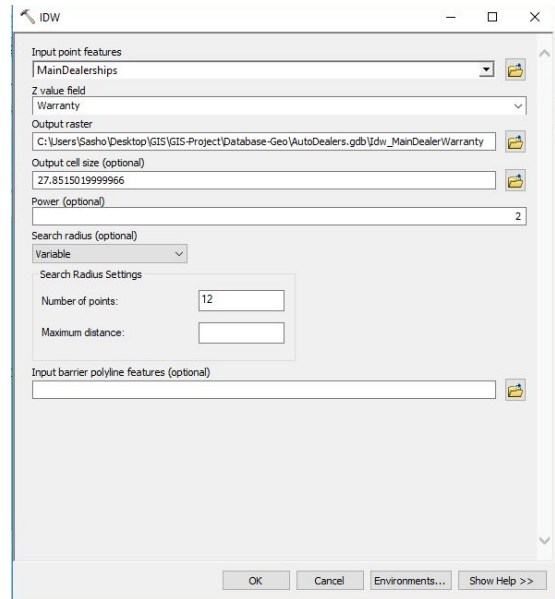 IDW
Input point features
MainDealerships
Z value field
Warranty
Output raster
C:\Users\Sasho\Desktop\GIS\GIS-Project\Database-Geo\AutoDealers.gdb\Idw_MainDealerWarranty
Output cell size (optional)
27.8515019999966
Power (optional)
2
Search radius (optional)
Variable
Search Radius Settings
Number of points: 12
Maximum distance:
Input barrier polyline features (optional)
OK Cancel Environments... Show Help >>